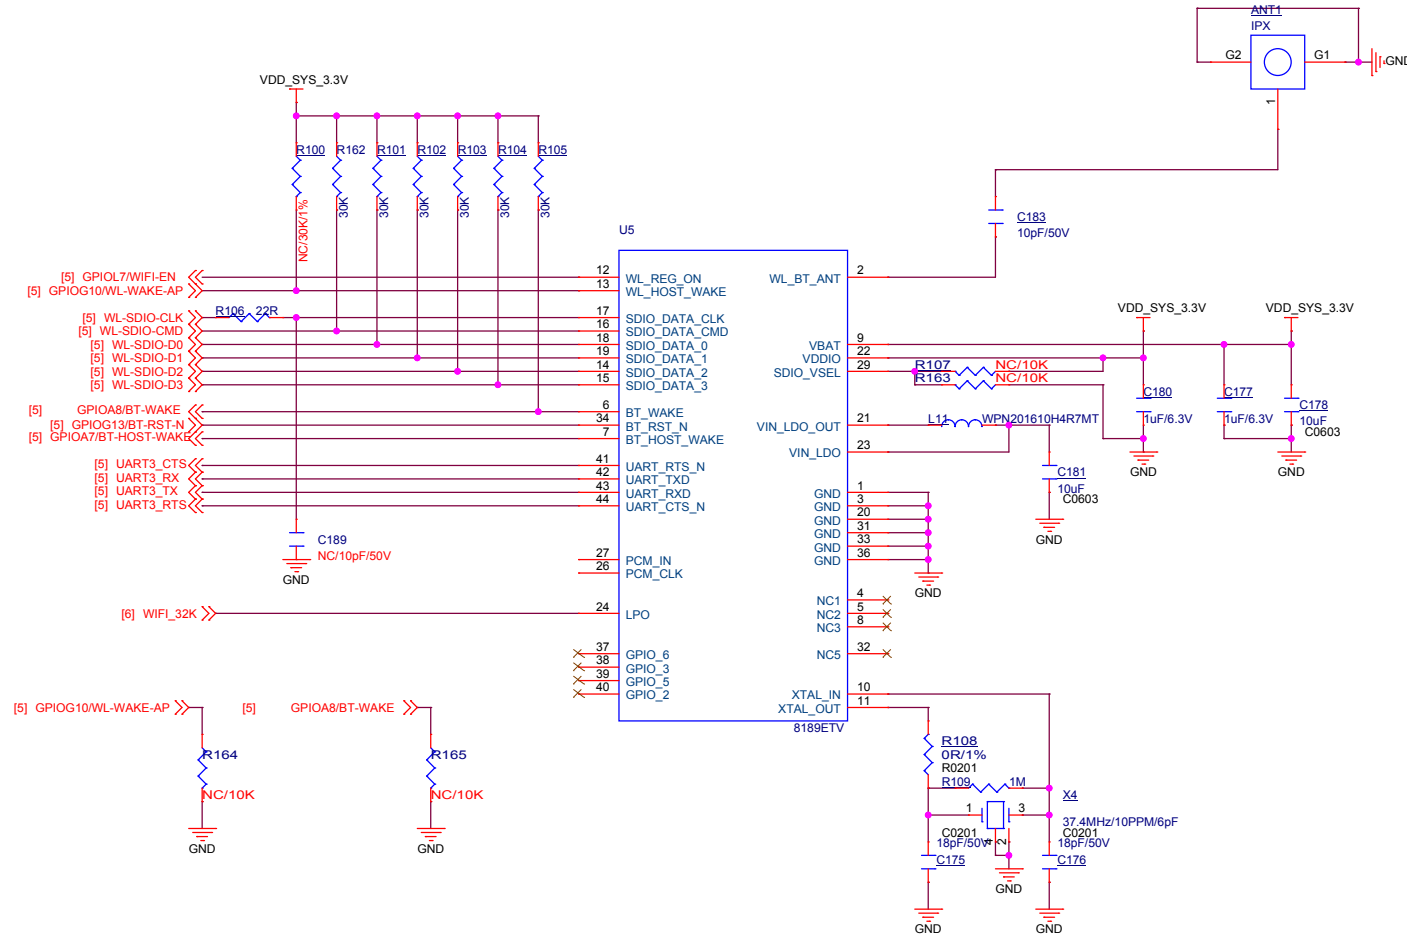 ANT1
IPX
G2
G1
GND
1
VDD_SYS_3.3V
R100
R162
R101
R102
R103
R104
R105
NC/30K/1%
30K
30K
30K
30K
30K
30K
C183
10pF/50V
U5
[5] GPIOL7/WIFI-EN
12
WL_REG_ON
WL_BT_ANT
2
[5] GPIOG10/WL-WAKE-AP
13
WL_HOST_WAKE
[5] WL-SDIO-CLK
R106
22R
17
SDIO_DATA_CLK
[5] WL-SDIO-CMD
16
SDIO_DATA_CMD
[5] WL-SDIO-D0
18
SDIO_DATA_0
[5] WL-SDIO-D1
19
SDIO_DATA_1
[5] WL-SDIO-D2
14
SDIO_DATA_2
[5] WL-SDIO-D3
15
SDIO_DATA_3
VDD_SYS_3.3V
VDD_SYS_3.3V
VBAT
9
VDDIO
22
SDIO_VSEL
29
R107
NC/10K
R163
NC/10K
C180
1uF/6.3V
C177
1uF/6.3V
C178
10uF
C0603
GND
GND
[5] GPIOA8/BT-WAKE
6
BT_WAKE
[5] GPIOG13/BT-RST-N
34
BT_RST_N
[5] GPIOA7/BT-HOST-WAKE
7
BT_HOST_WAKE
VIN_LDO_OUT
21
L11
WPN201610H4R7MT
VIN_LDO
23
C181
10uF
C0603
GND
[5] UART3_CTS
41
UART_RTS_N
[5] UART3_RX
42
UART_TXD
[5] UART3_TX
43
UART_RXD
[5] UART3_RTS
44
UART_CTS_N
GND
1
GND
3
GND
20
GND
31
GND
33
GND
36
GND
C189
NC/10pF/50V
GND
27
PCM_IN
26
PCM_CLK
NC1
4
NC2
5
NC3
8
NC5
32
[6] WIFI_32K
24
LPO
37
GPIO_6
38
GPIO_3
39
GPIO_5
40
GPIO_2
XTAL_IN
10
XTAL_OUT
11
8189ETV
[5] GPIOG10/WL-WAKE-AP
[5] GPIOA8/BT-WAKE
R164
NC/10K
GND
R165
NC/10K
GND
R108
0R/1%
R0201
R109
1M
X4
1
3
37.4MHz/10PPM/6pF
C0201
18pF/50V
C175
4
2
C0201
18pF/50V
C176
GND
GND
GND